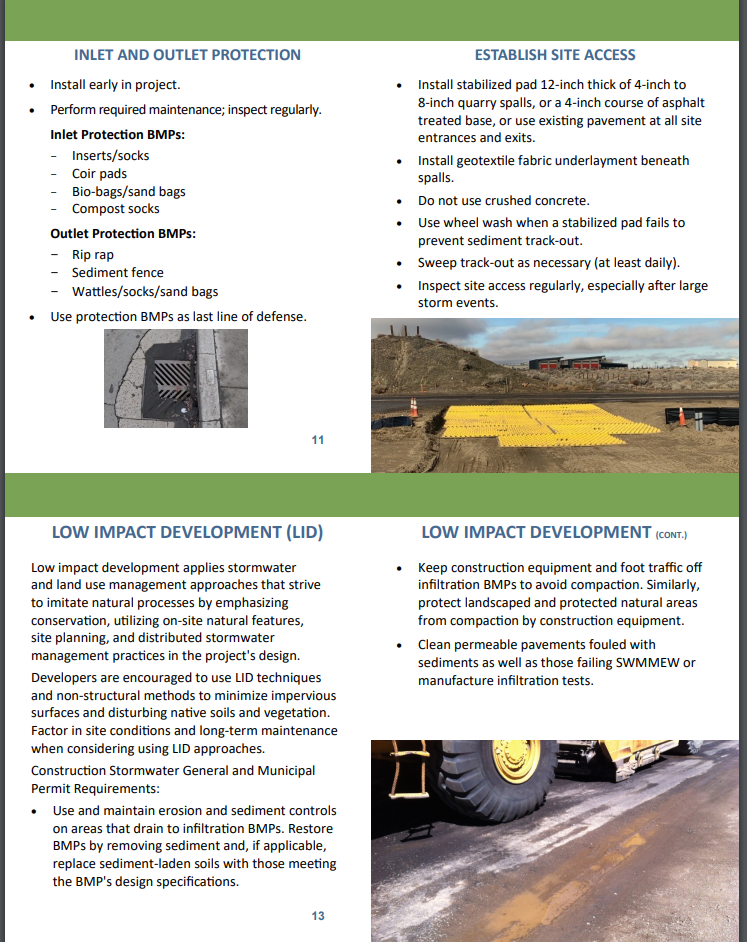 INLET AND OUTLET PROTECTION
• Install early in project.
• Perform required maintenance; inspect regularly.
Inlet Protection BMPs:
– Inserts/socks
– Coir pads
– Bio-bags/sand bags
– Compost socks
Outlet Protection BMPs:
– Rip rap
– Sediment fence
– Wattles/socks/sand bags
• Use protection BMPs as last line of defense.
11
ESTABLISH SITE ACCESS
• Install stabilized pad 12-inch thick of 4-inch to
8-inch quarry spalls, or a 4-inch course of asphalt
treated base, or use existing pavement at all site
entrances and exits.
• Install geotextile fabric underlayment beneath
spalls.
• Do not use crushed concrete.
• Use wheel wash when a stabilized pad fails to
prevent sediment track-out.
• Sweep track-out as necessary (at least daily).
• Inspect site access regularly, especially after large
storm events.
LOW IMPACT DEVELOPMENT (LID)
Low impact development applies stormwater
and land use management approaches that strive
to imitate natural processes by emphasizing
conservation, utilizing on-site natural features,
site planning, and distributed stormwater
management practices in the project's design.
Developers are encouraged to use LID techniques
and non-structural methods to minimize impervious
surfaces and disturbing native soils and vegetation.
Factor in site conditions and long-term maintenance
when considering using LID approaches.
Construction Stormwater General and Municipal
Permit Requirements:
• Use and maintain erosion and sediment controls
on areas that drain to infiltration BMPs. Restore
BMPs by removing sediment and, if applicable,
replace sediment-laden soils with those meeting
the BMP's design specifications.
13
LOW IMPACT DEVELOPMENT (CONT.)
• Keep construction equipment and foot traffic off
infiltration BMPs to avoid compaction. Similarly,
protect landscaped and protected natural areas
from compaction by construction equipment.
• Clean permeable pavements fouled with
sediments as well as those failing SWMMEW or
manufacture infiltration tests.